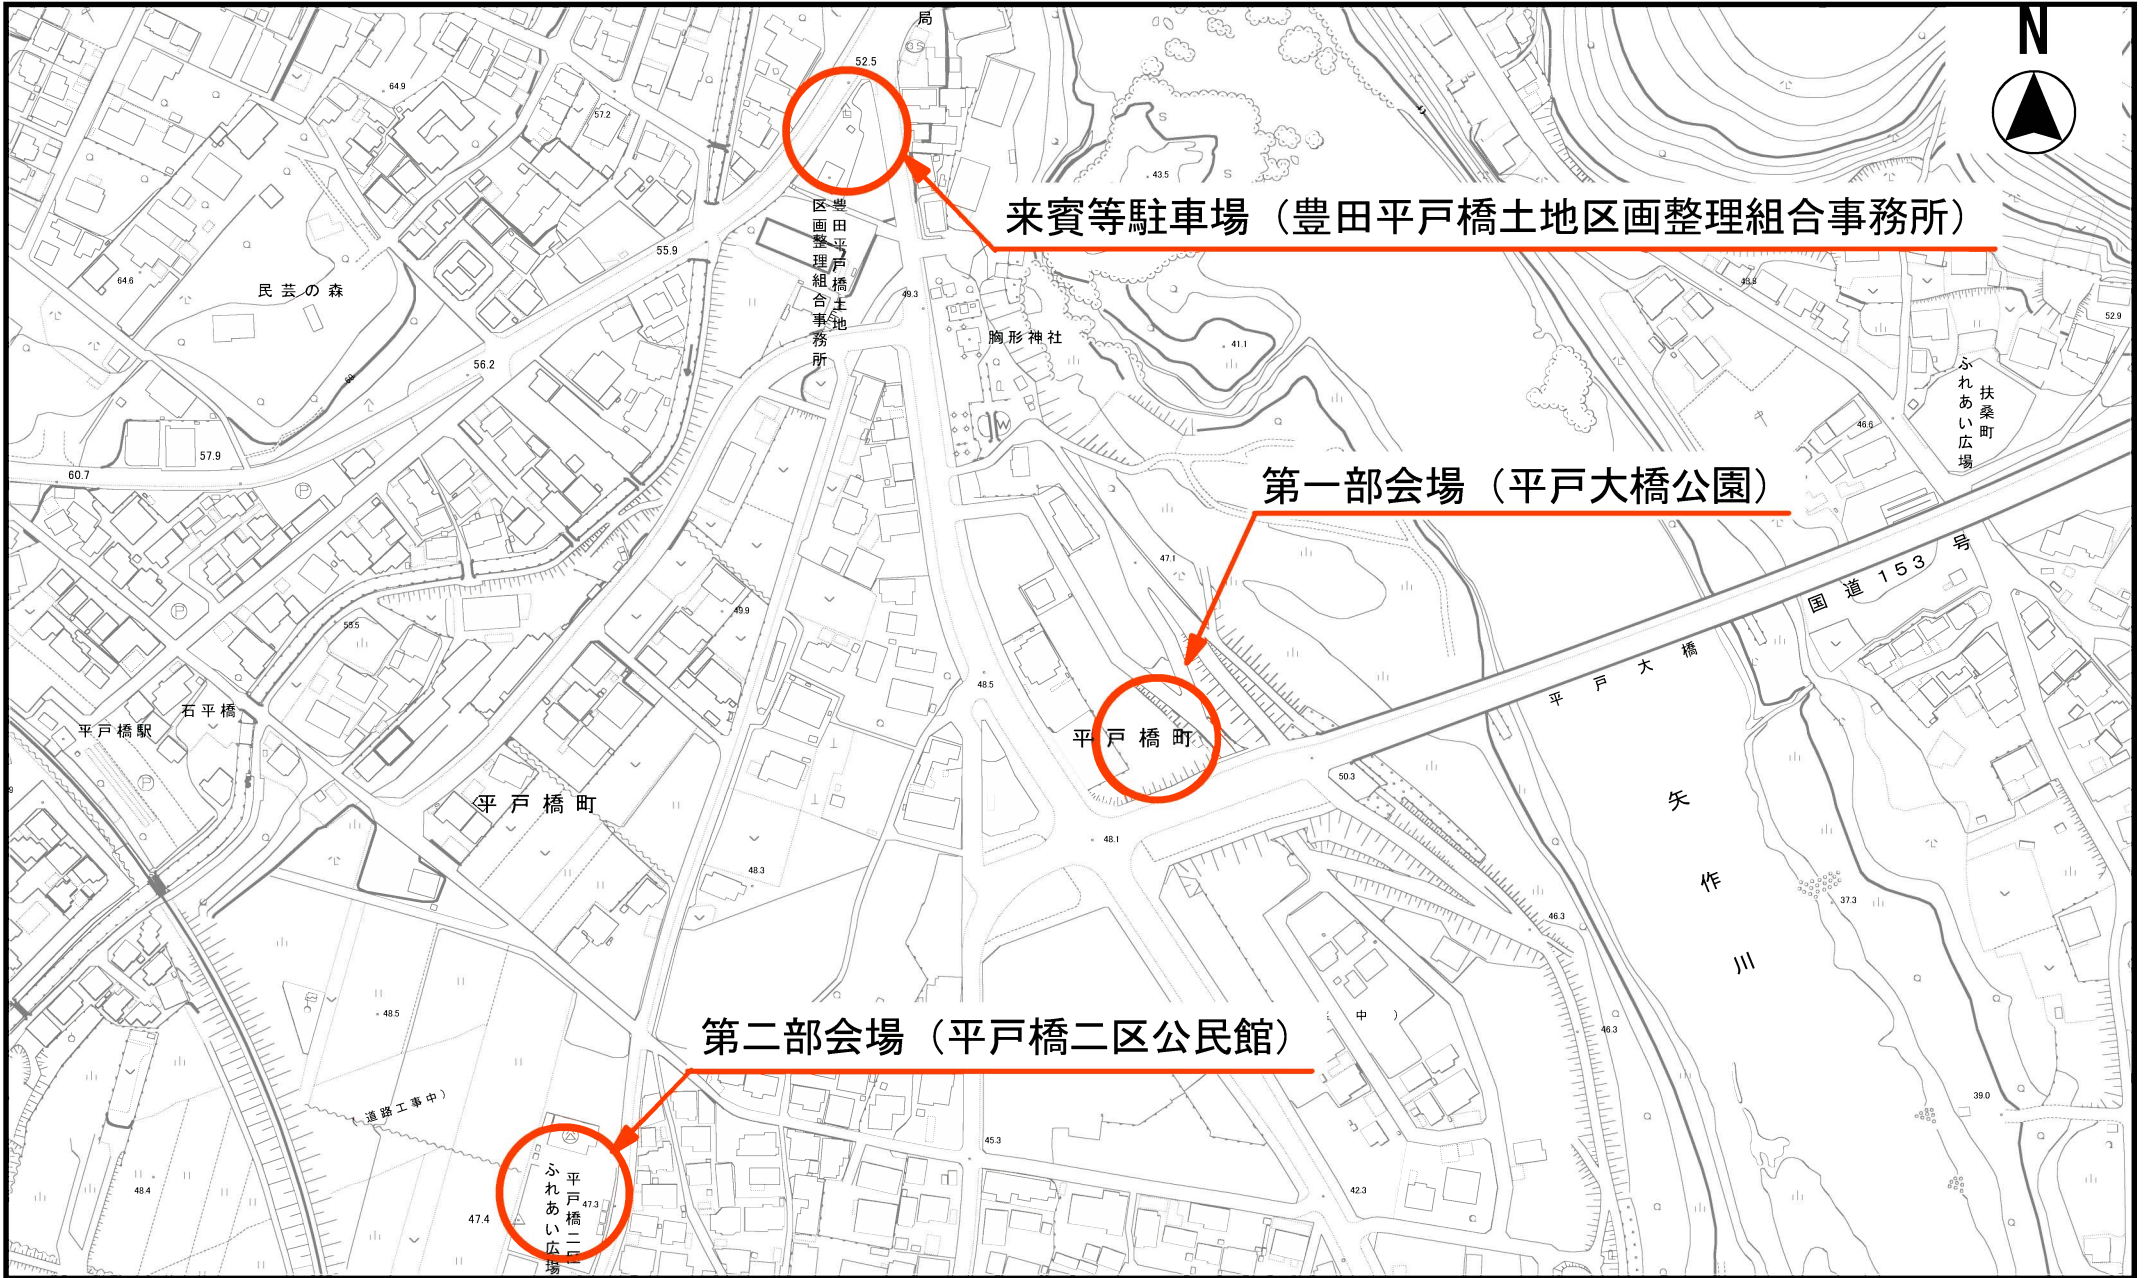 局
N
52.5
64.9
57.2
43.5
来賓等駐車場（豊田平戸橋土地区画整理組合事務所）
豊田平戸橋土地
区画整理組合事務所
55.9
64.6
民芸の森
49.3
43.8
52.9
胸形神社
41.1
56.2
扶桑町
ふれあい広場
46.6
57.9
60.7
第一部会場（平戸大橋公園）
P
47.1
国道153号
P
49.9
55.5
平戸大橋
48.5
石平橋
平戸橋駅
平戸橋町
50.3
P
平戸橋町
矢作川
48.1
48.3
37.3
46.3
48.5
第二部会場（平戸橋二区公民館）
中）
46.3
39.0
道路工事中）
45.3
48.4
平戸橋二区
ふれあい広場
47.3
47.4
42.3